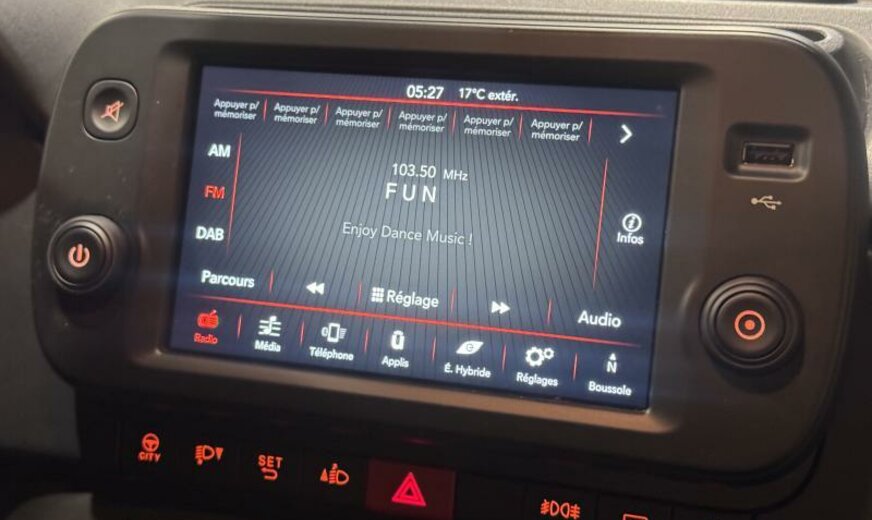 05:27 17°C extér.
Appuyer p/ Appuyer p/ Appuyer p/ Appuyer p/ Appuyer p/ Appuyer p/
mémoriser mémoriser mémoriser mémoriser mémoriser mémoriser
AM
103.50 MHz
FM
FUN
Infos
DAB
Enjoy Dance Music !
Parcours
Réglage
Audio
Radio
Média
Téléphone
Applis
É. Hybride
Réglages
N
Boussole
CITY
SET